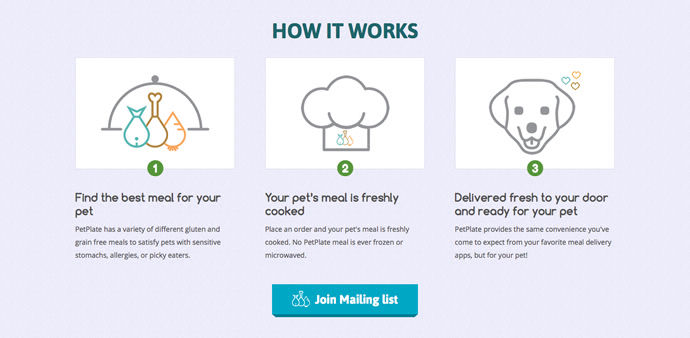 HOW IT WORKS
1
2
3
Find the best meal for your
pet
PetPlate has a variety of different gluten and
grain free meals to satisfy pets with sensitive
stomachs, allergies, or picky eaters.
Your pet's meal is freshly
cooked
Place an order and your pet's meal is freshly
cooked. No PetPlate meal is ever frozen or
microwaved.
Delivered fresh to your door
and ready for your pet
PetPlate provides the same convenience you've
come to expect from your favorite meal delivery
apps, but for your pet!
Join Mailing list